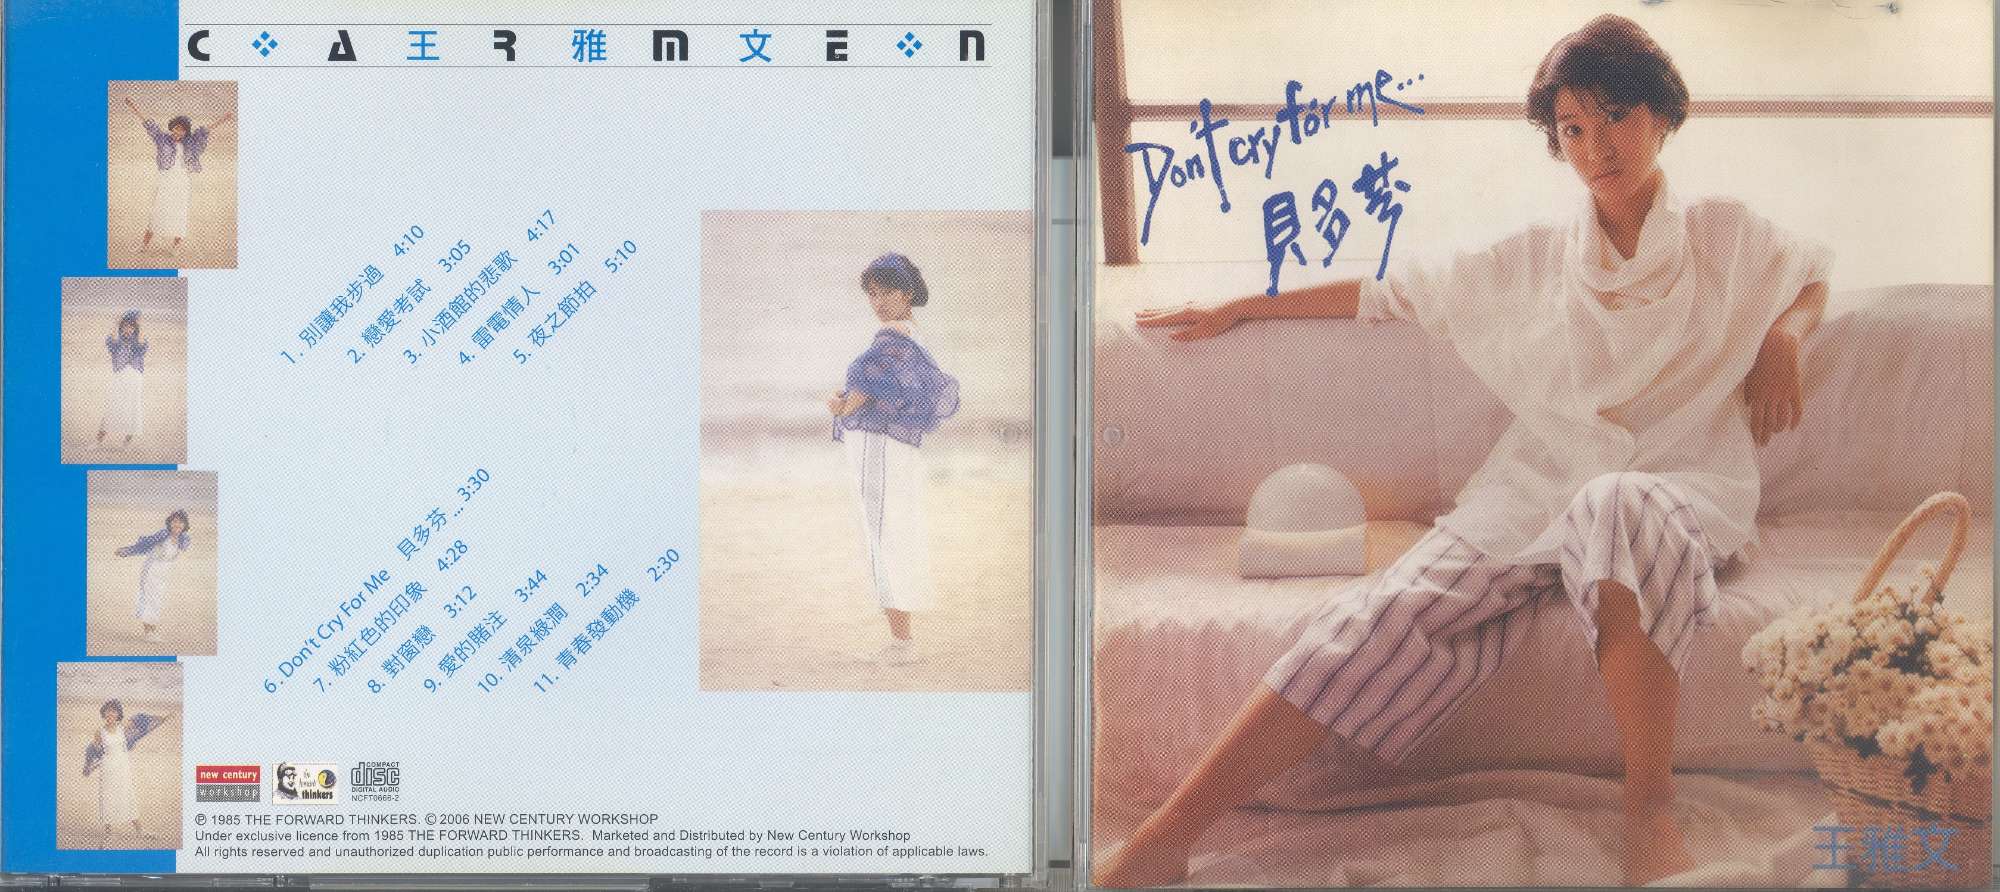 C A 王 R 雅 M 文 E N
1. 別讓我步過 4:10
2. 戀愛考試 3:05
3. 小酒館的悲歌 4:17
4. 雷電情人 3:01
5. 夜之節拍 5:10
6. Don't Cry For Me 貝多芬 ... 3:30
7. 粉紅色的印象 4:28
8. 對窗戀 3:12
9. 愛的賭注 3:44
10. 清泉綠澗 2:34
11. 青春發動機 2:30
new century
workshop
the forward
thinkers
COMPACT
disc
DIGITAL AUDIO
NCFT0666-2
℗ 1985 THE FORWARD THINKERS. © 2006 NEW CENTURY WORKSHOP
Under exclusive licence from 1985 THE FORWARD THINKERS. Marketed and Distributed by New Century Workshop
All rights reserved and unauthorized duplication public performance and broadcasting of the record is a violation of applicable laws.
Don't cry for me...
貝多芬
王雅文